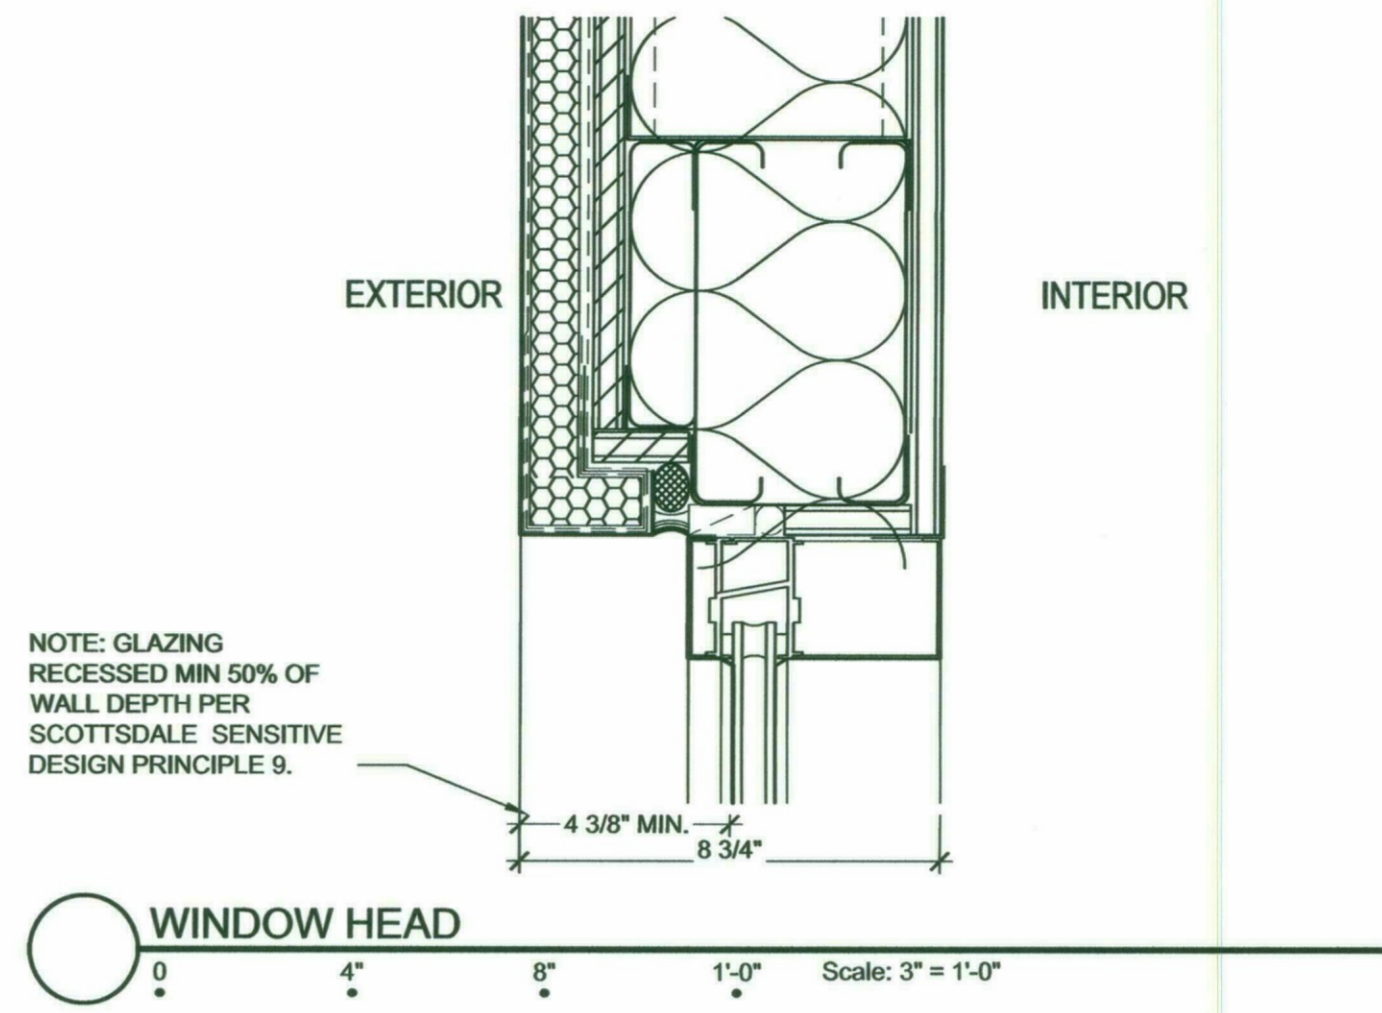 EXTERIOR
INTERIOR
NOTE: GLAZING
RECESSED MIN 50% OF
WALL DEPTH PER
SCOTTSDALE SENSITIVE
DESIGN PRINCIPLE 9.
4 3/8" MIN.
8 3/4"
WINDOW HEAD
0 4" 8" 1'-0" Scale: 3" = 1'-0"